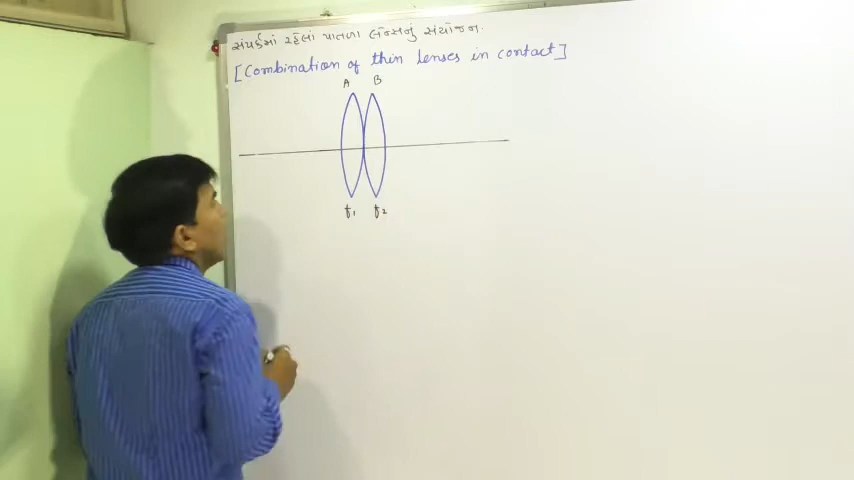 સંપર્કમાં રહેલાં પાતળા લેન્સનું સંયોજન.
[Combination of thin lenses in contact]
A B
f₁ f₂